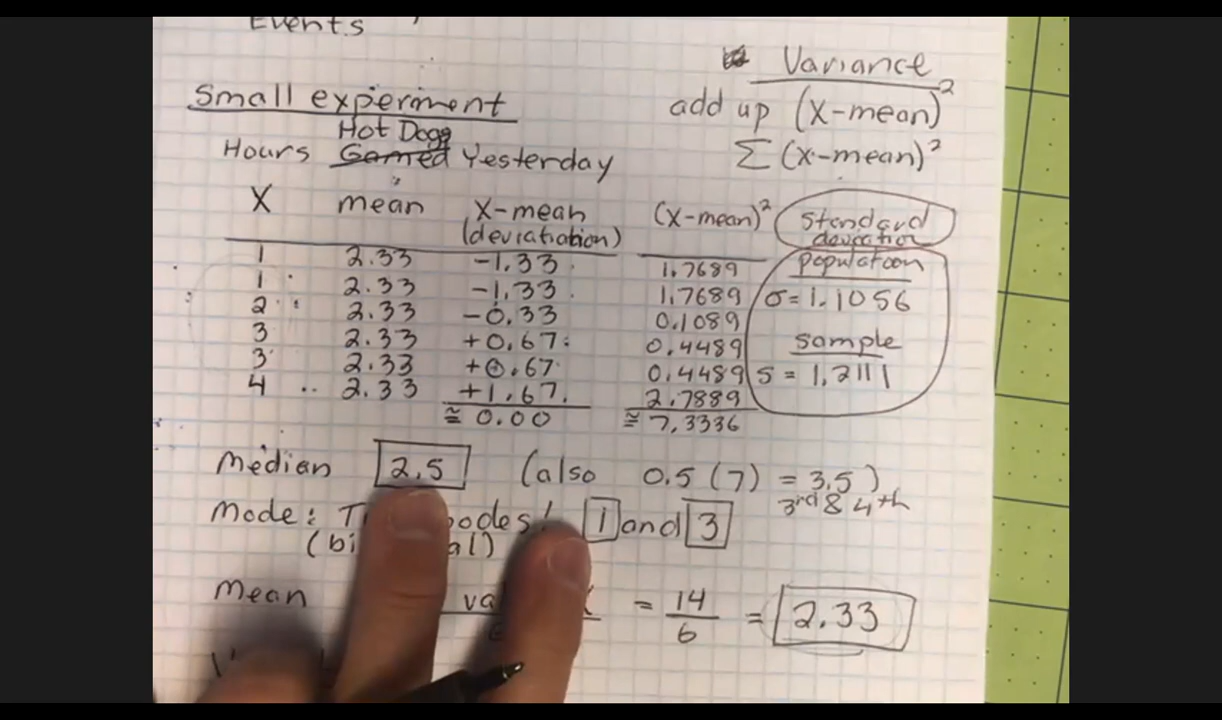 Events
Variance
Small experiment
add up (x-mean)²
Hot Dogs
Hours Gamed Yesterday
Σ(x-mean)²
X mean X-mean (X-mean)² Standard
(deviatiation) deviation
population
1 2.33 -1.33 1.7689
1 2.33 -1.33 1.7689 σ=1.1056
2 2.33 -0.33 0.1089
3 2.33 +0.67 0.4489 sample
3 2.33 +0.67 0.4489 S = 1.2111
4 2.33 +1.67 2.7889
≅ 0.00 ≅ 7.3336
Median 2.5 (also 0.5 (7) = 3.5)
3rd & 4th
Mode: 1 and 3
Mean = 14/6 = 2.33